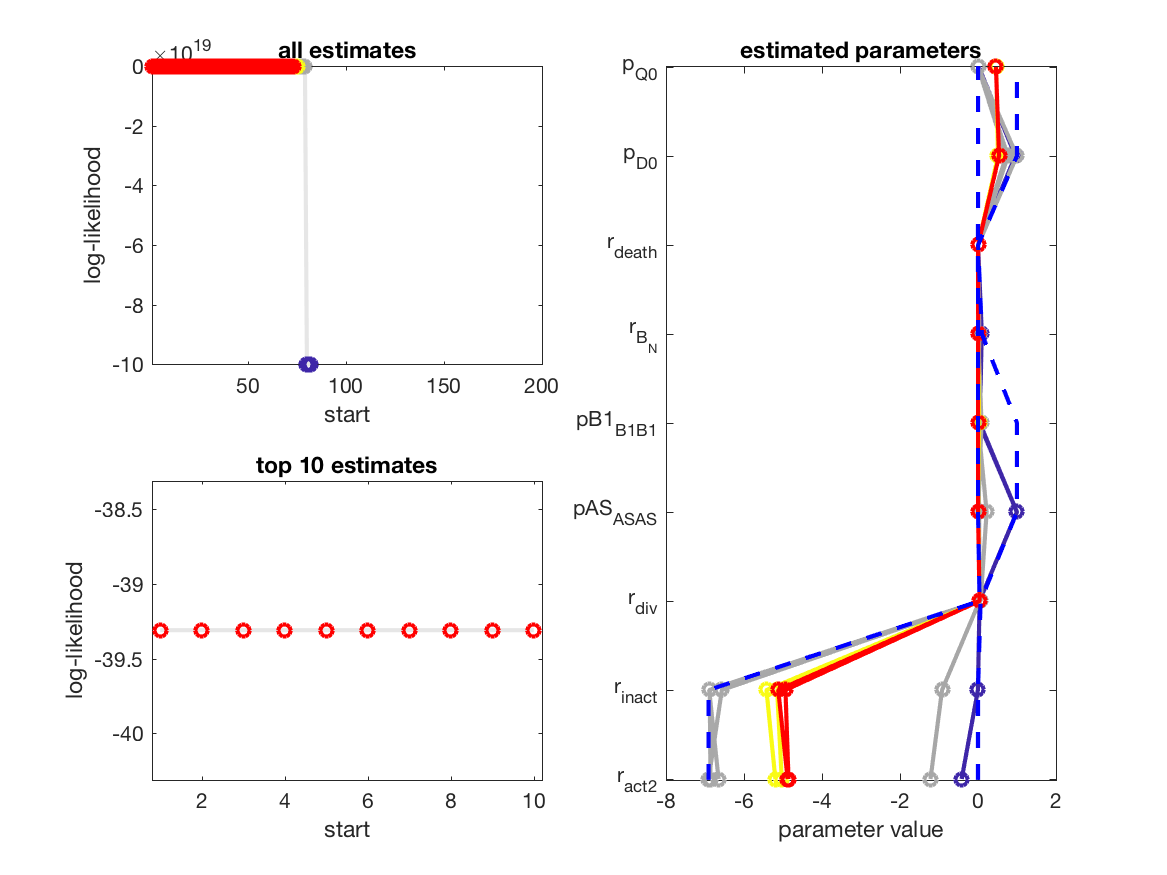 all estimates
×10^19
0
-2
-4
-6
-8
-10
log-likelihood
50
100
150
200
start
top 10 estimates
-38.5
-39
-39.5
-40
log-likelihood
2
4
6
8
10
start
estimated parameters
p_Q0
p_D0
r_death
r_B_N
pB1_B1B1
pAS_ASAS
r_div
r_inact
r_act2
-8
-6
-4
-2
0
2
parameter value